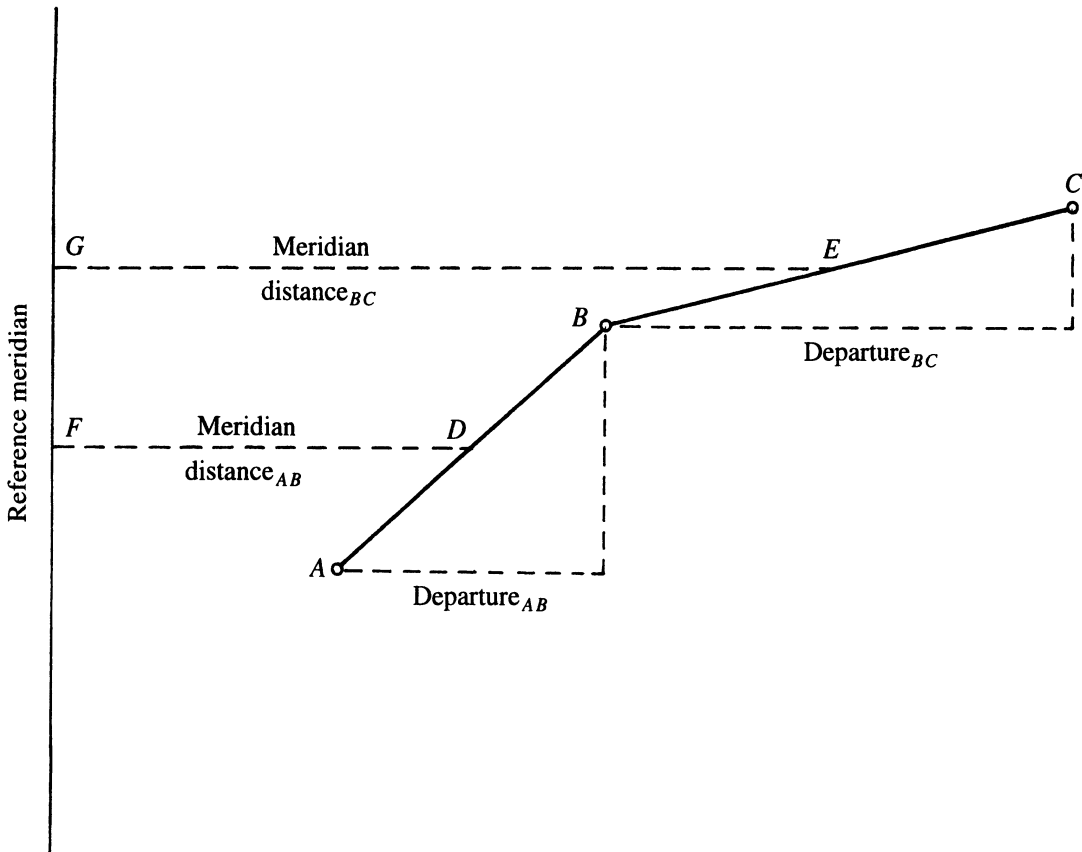 C
G
Meridian
E
distance_BC
B
Departure_BC
Reference meridian
F
Meridian
D
distance_AB
A
Departure_AB